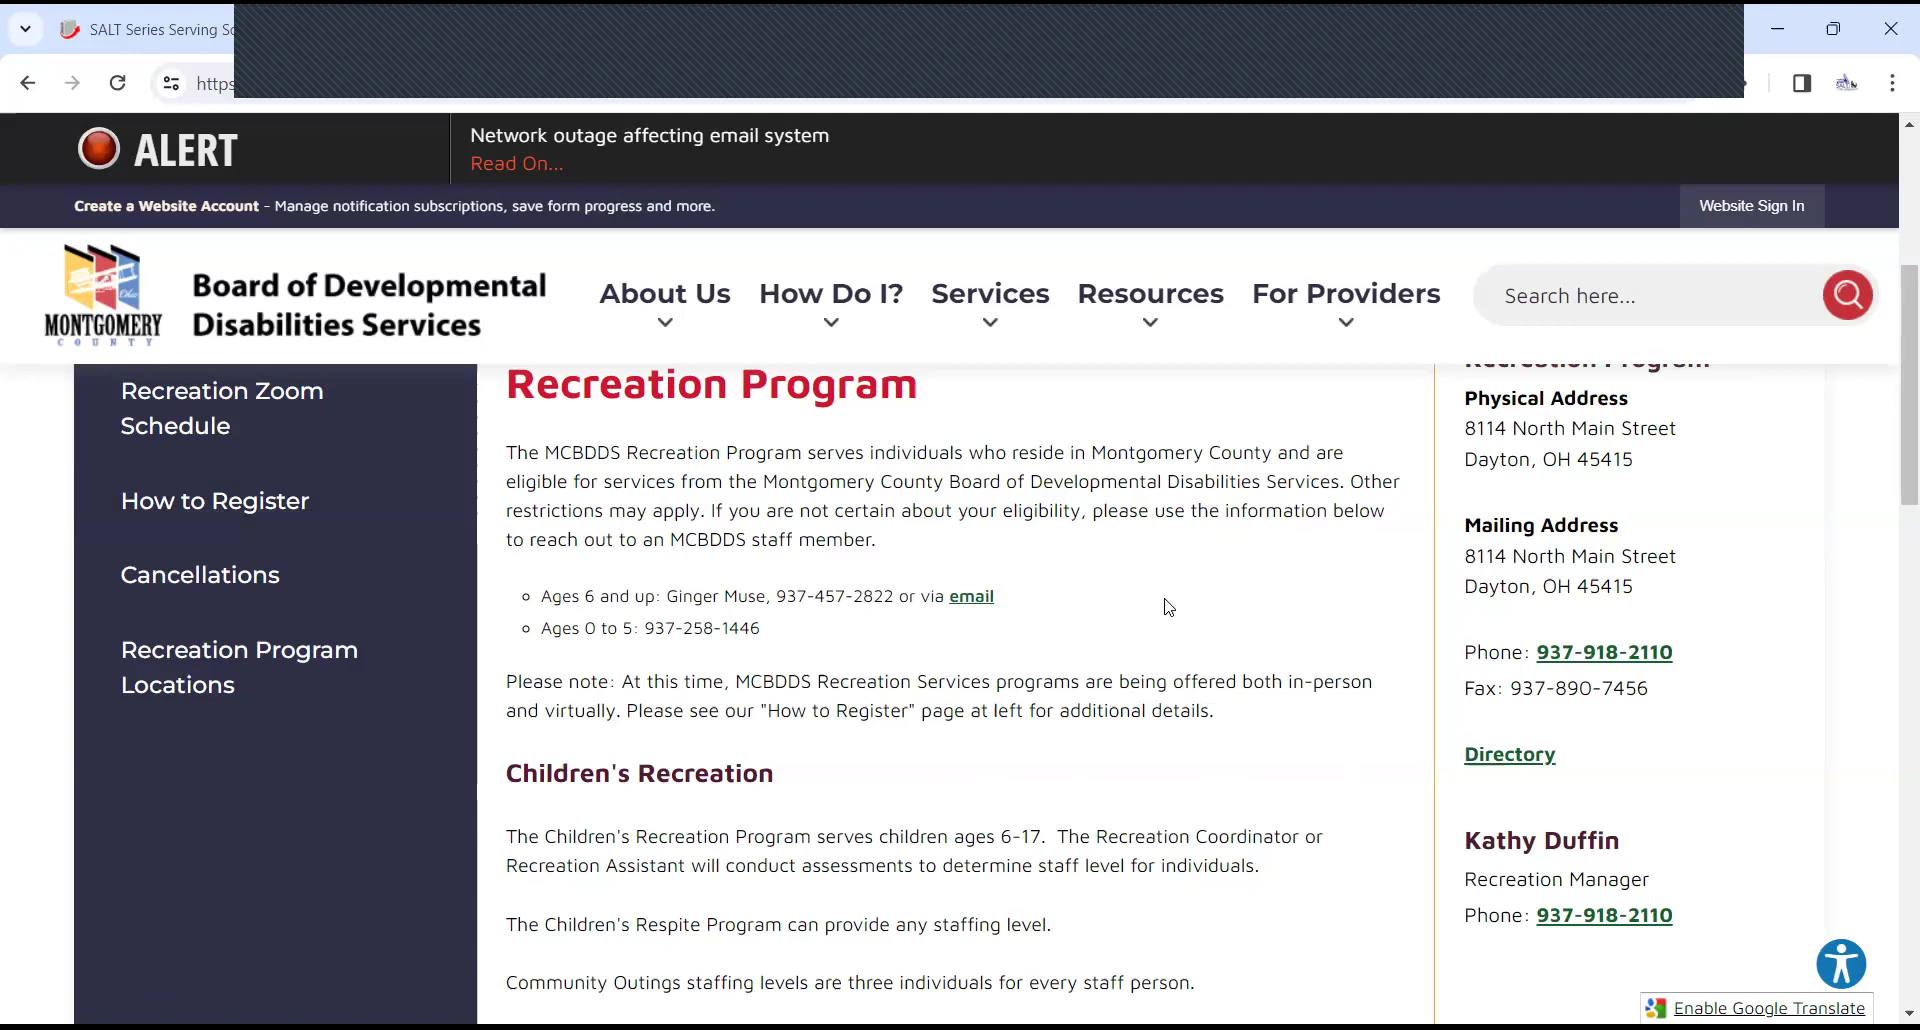 SALT Series Serving Sc
https
ALERT
Network outage affecting email system
Read On...
Create a Website Account - Manage notification subscriptions, save form progress and more.
Website Sign In
MONTGOMERY
COUNTY
Ohio
Board of Developmental
Disabilities Services
About Us
How Do I?
Services
Resources
For Providers
Search here...
Recreation Zoom
Schedule
How to Register
Cancellations
Recreation Program
Locations
Recreation Program
The MCBDDS Recreation Program serves individuals who reside in Montgomery County and are
eligible for services from the Montgomery County Board of Developmental Disabilities Services. Other
restrictions may apply. If you are not certain about your eligibility, please use the information below
to reach out to an MCBDDS staff member.
Ages 6 and up: Ginger Muse, 937-457-2822 or via email
Ages 0 to 5: 937-258-1446
Please note: At this time, MCBDDS Recreation Services programs are being offered both in-person
and virtually. Please see our "How to Register" page at left for additional details.
Children's Recreation
The Children's Recreation Program serves children ages 6-17.  The Recreation Coordinator or
Recreation Assistant will conduct assessments to determine staff level for individuals.
The Children's Respite Program can provide any staffing level.
Community Outings staffing levels are three individuals for every staff person.
Recreation Program
Physical Address
8114 North Main Street
Dayton, OH 45415
Mailing Address
8114 North Main Street
Dayton, OH 45415
Phone: 937-918-2110
Fax: 937-890-7456
Directory
Kathy Duffin
Recreation Manager
Phone: 937-918-2110
Enable Google Translate